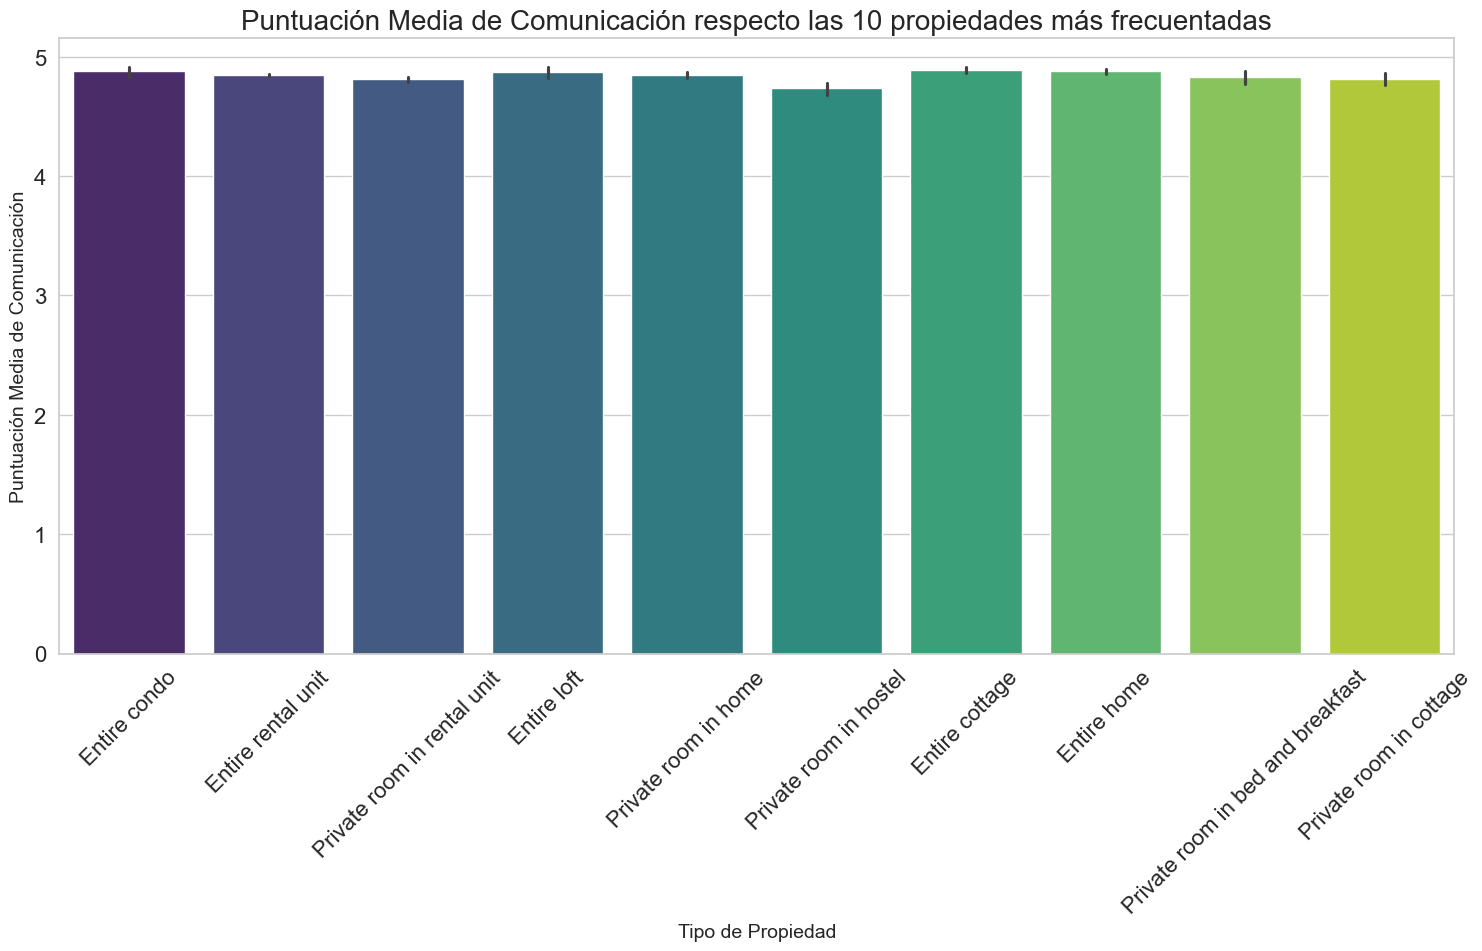 Puntuación Media de Comunicación respecto las 10 propiedades más frecuentadas
Puntuación Media de Comunicación
5
4
3
2
1
0
Entire condo
Entire rental unit
Private room in rental unit
Entire loft
Private room in home
Private room in hostel
Entire cottage
Entire home
Private room in bed and breakfast
Private room in cottage
Tipo de Propiedad